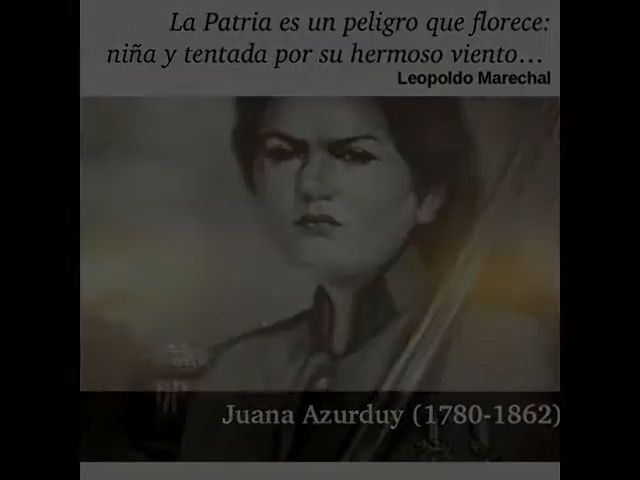 La Patria es un peligro que florece:
niña y tentada por su hermoso viento...
Leopoldo Marechal
Juana Azurduy (1780-1862)